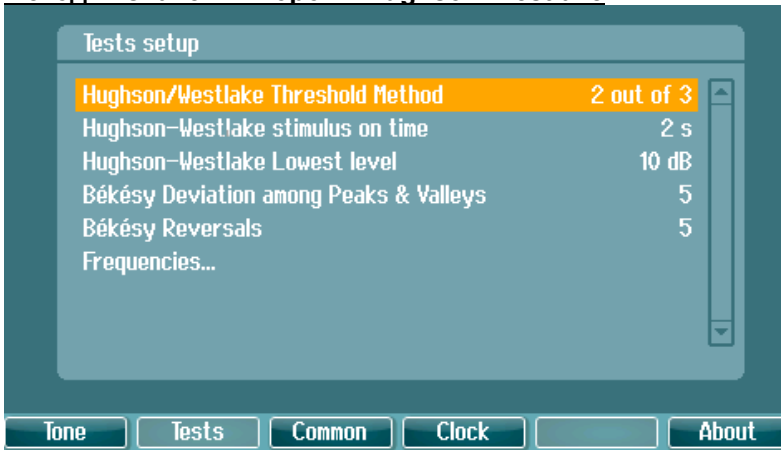 Tests setup
Hughson/Westlake Threshold Method 2 out of 3
Hughson-Westlake stimulus on time 2 s
Hughson-Westlake Lowest level 10 dB
Békésy Deviation among Peaks & Valleys 5
Békésy Reversals 5
Frequencies...
Tone Tests Common Clock About